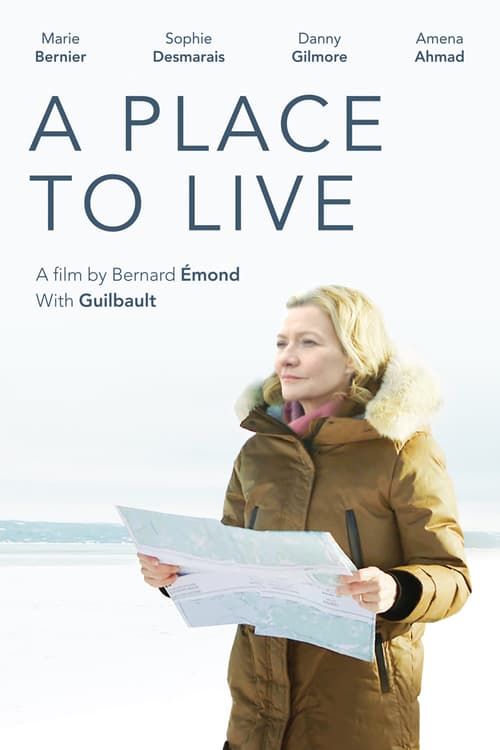 Marie Sophie Danny Amena
Bernier Desmarais Gilmore Ahmad
A PLACE
TO LIVE
A film by Bernard Émond
With Guilbault